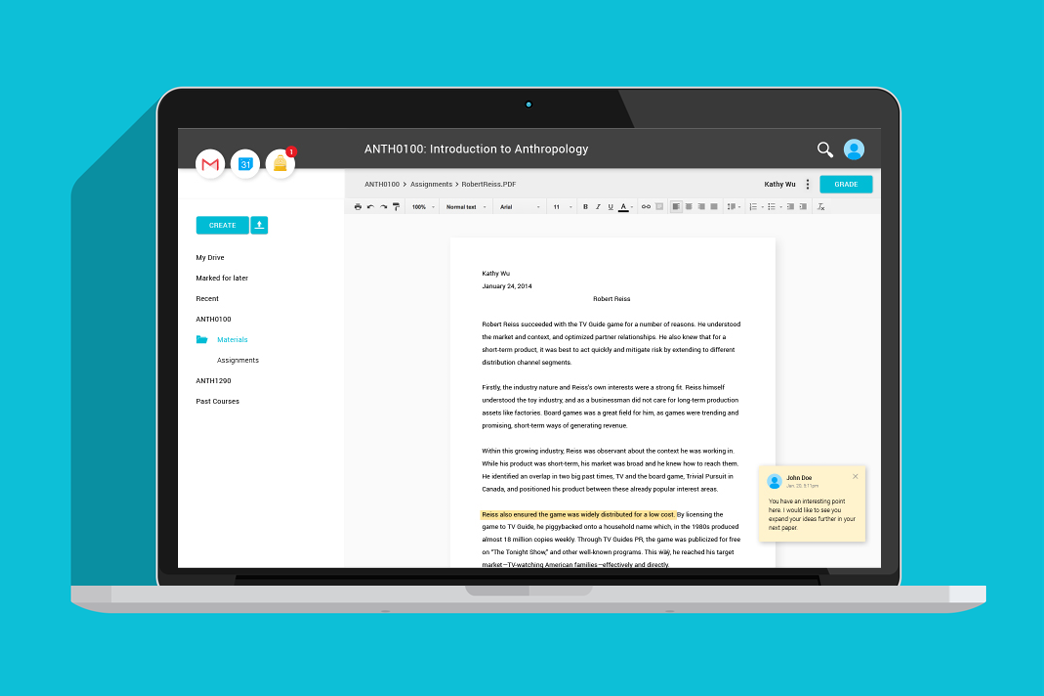 ANTH0100: Introduction to Anthropology
31
1
ANTH0100 > Assignments > RobertReiss.PDF
Kathy Wu
GRADE
100%
Normal text
Arial
11
B I U A
CREATE
My Drive
Marked for later
Recent
ANTH0100
Materials
Assignments
ANTH1290
Past Courses
Kathy Wu
January 24, 2014
Robert Reiss
Robert Reiss succeeded with the TV Guide game for a number of reasons. He understood
the market and context, and optimized partner relationships. He also knew that for a
short-term product, it was best to act quickly and mitigate risk by extending to different
distribution channel segments.
Firstly, the industry nature and Reiss's own interests were a strong fit. Reiss himself
understood the toy industry, and as a businessman did not care for long-term production
assets like factories. Board games was a great field for him, as games were trending and
promising, short-term ways of generating revenue.
Within this growing industry, Reiss was observant about the context he was working in.
While his product was short-term, his market was broad and he knew how to reach them.
He identified an overlap in two big past times, TV and the board game, Trivial Pursuit in
Canada, and positioned his product between these already popular interest areas.
Reiss also ensured the game was widely distributed for a low cost. By licensing the
game to TV Guide, he piggybacked onto a household name which, in the 1980s produced
almost 18 million copies weekly. Through TV Guides PR, the game was publicized for free
on "The Tonight Show," and other well-known programs. This way, he reached his target
market—TV-watching American families—effectively and directly.
John Doe
Jan 25, 9:11pm
You have an interesting point
here. I would like to see you
expand your ideas further in your
next paper.